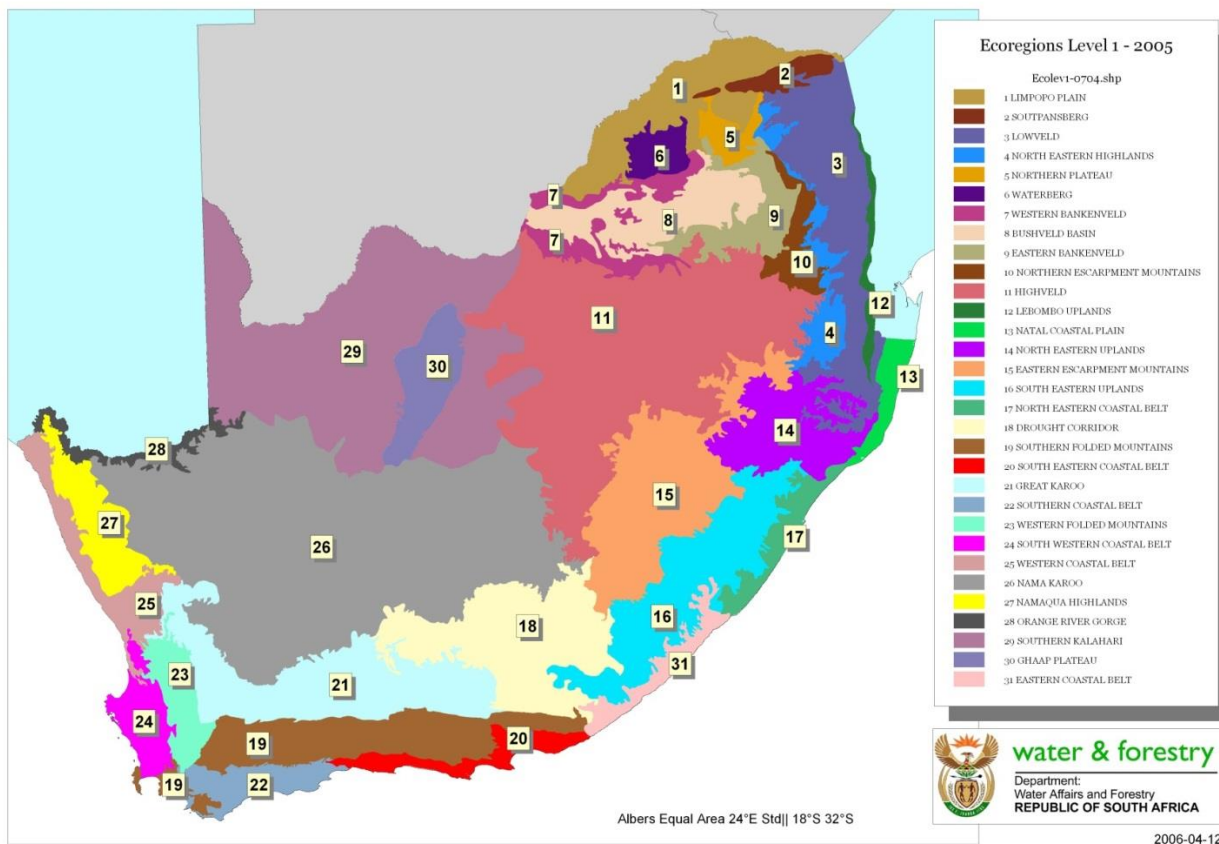 Ecoregions Level 1 - 2005
Ecolev1-0704.shp
1 LIMPOPO PLAIN
2 SOUTPANSBERG
3 LOWVELD
4 NORTH EASTERN HIGHLANDS
5 NORTHERN PLATEAU
6 WATERBERG
7 WESTERN BANKENVELD
8 BUSHVELD BASIN
9 EASTERN BANKENVELD
10 NORTHERN ESCARPMENT MOUNTAINS
11 HIGHVELD
12 LEBOMBO UPLANDS
13 NATAL COASTAL PLAIN
14 NORTH EASTERN UPLANDS
15 EASTERN ESCARPMENT MOUNTAINS
16 SOUTH EASTERN UPLANDS
17 NORTH EASTERN COASTAL BELT
18 DROUGHT CORRIDOR
19 SOUTHERN FOLDED MOUNTAINS
20 SOUTH EASTERN COASTAL BELT
21 GREAT KAROO
22 SOUTHERN COASTAL BELT
23 WESTERN FOLDED MOUNTAINS
24 SOUTH WESTERN COASTAL BELT
25 WESTERN COASTAL BELT
26 NAMA KAROO
27 NAMAQUA HIGHLANDS
28 ORANGE RIVER GORGE
29 SOUTHERN KALAHARI
30 GHAAP PLATEAU
31 EASTERN COASTAL BELT
2
1
5
6
3
7
8
9
7
10
12
11
4
29
30
13
14
28
15
27
17
26
25
16
18
31
23
21
24
20
19
19
22
Albers Equal Area 24°E Std|| 18°S 32°S
water & forestry
Department:
Water Affairs and Forestry
REPUBLIC OF SOUTH AFRICA
2006-04-12